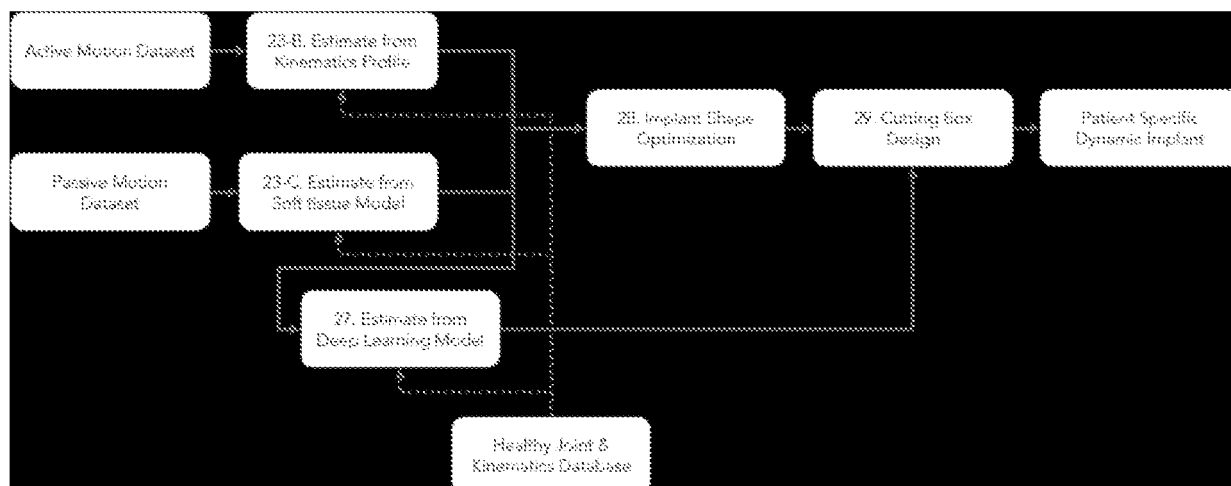 Active Motion Dataset
23-B. Estimate from
Kinematics Profile
28. Implant Shape
Optimization
29. Cutting Box
Design
Patient Specific
Dynamic Implant
Passive Motion
Dataset
23-C. Estimate from
Soft tissue Model
27. Estimate from
Deep Learning Model
Healthy Joint &
Kinematics Database